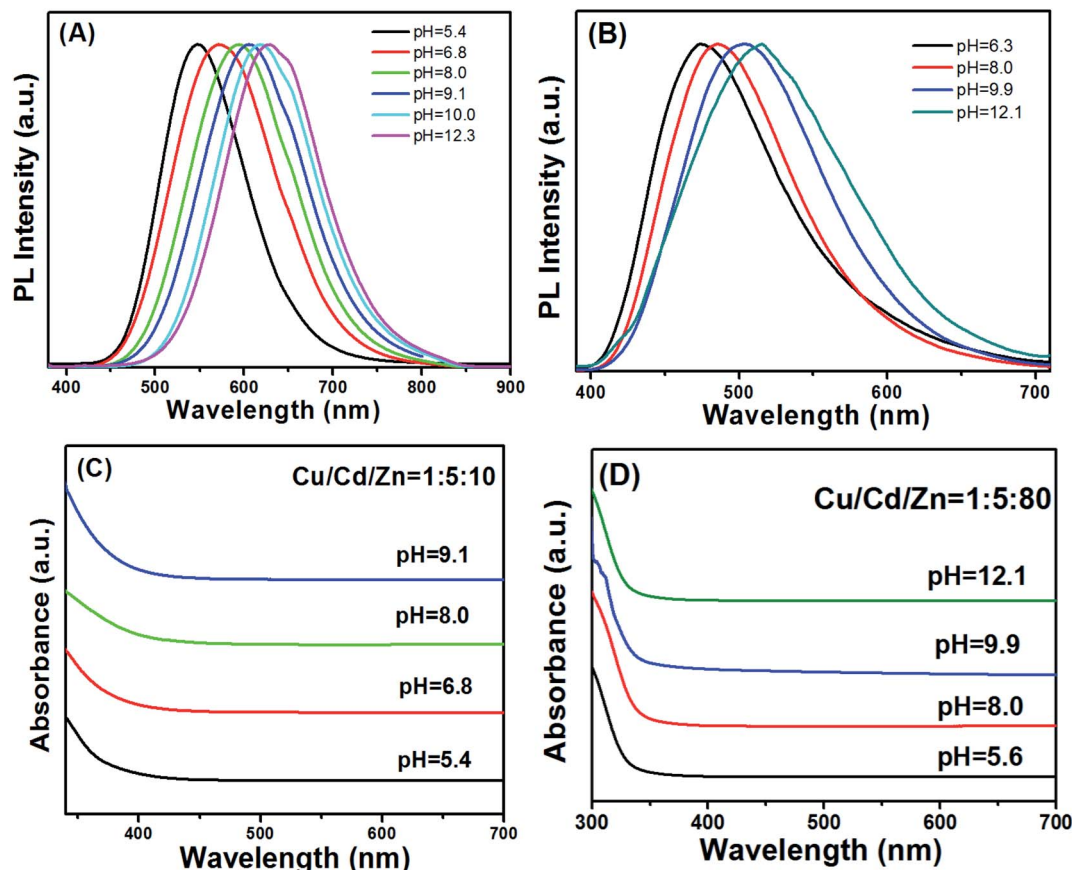 (A)
pH=5.4
pH=6.8
pH=8.0
pH=9.1
pH=10.0
pH=12.3
PL Intensity (a.u.)
400 500 600 700 800 900
Wavelength (nm)
(B)
pH=6.3
pH=8.0
pH=9.9
pH=12.1
PL Intensity (a.u.)
400 500 600 700
Wavelength (nm)
(C)
Cu/Cd/Zn=1:5:10
pH=9.1
pH=8.0
pH=6.8
pH=5.4
Absorbance (a.u.)
400 500 600 700
Wavelength (nm)
(D)
Cu/Cd/Zn=1:5:80
pH=12.1
pH=9.9
pH=8.0
pH=5.6
Absorbance (a.u.)
300 400 500 600 700
Wavelength (nm)